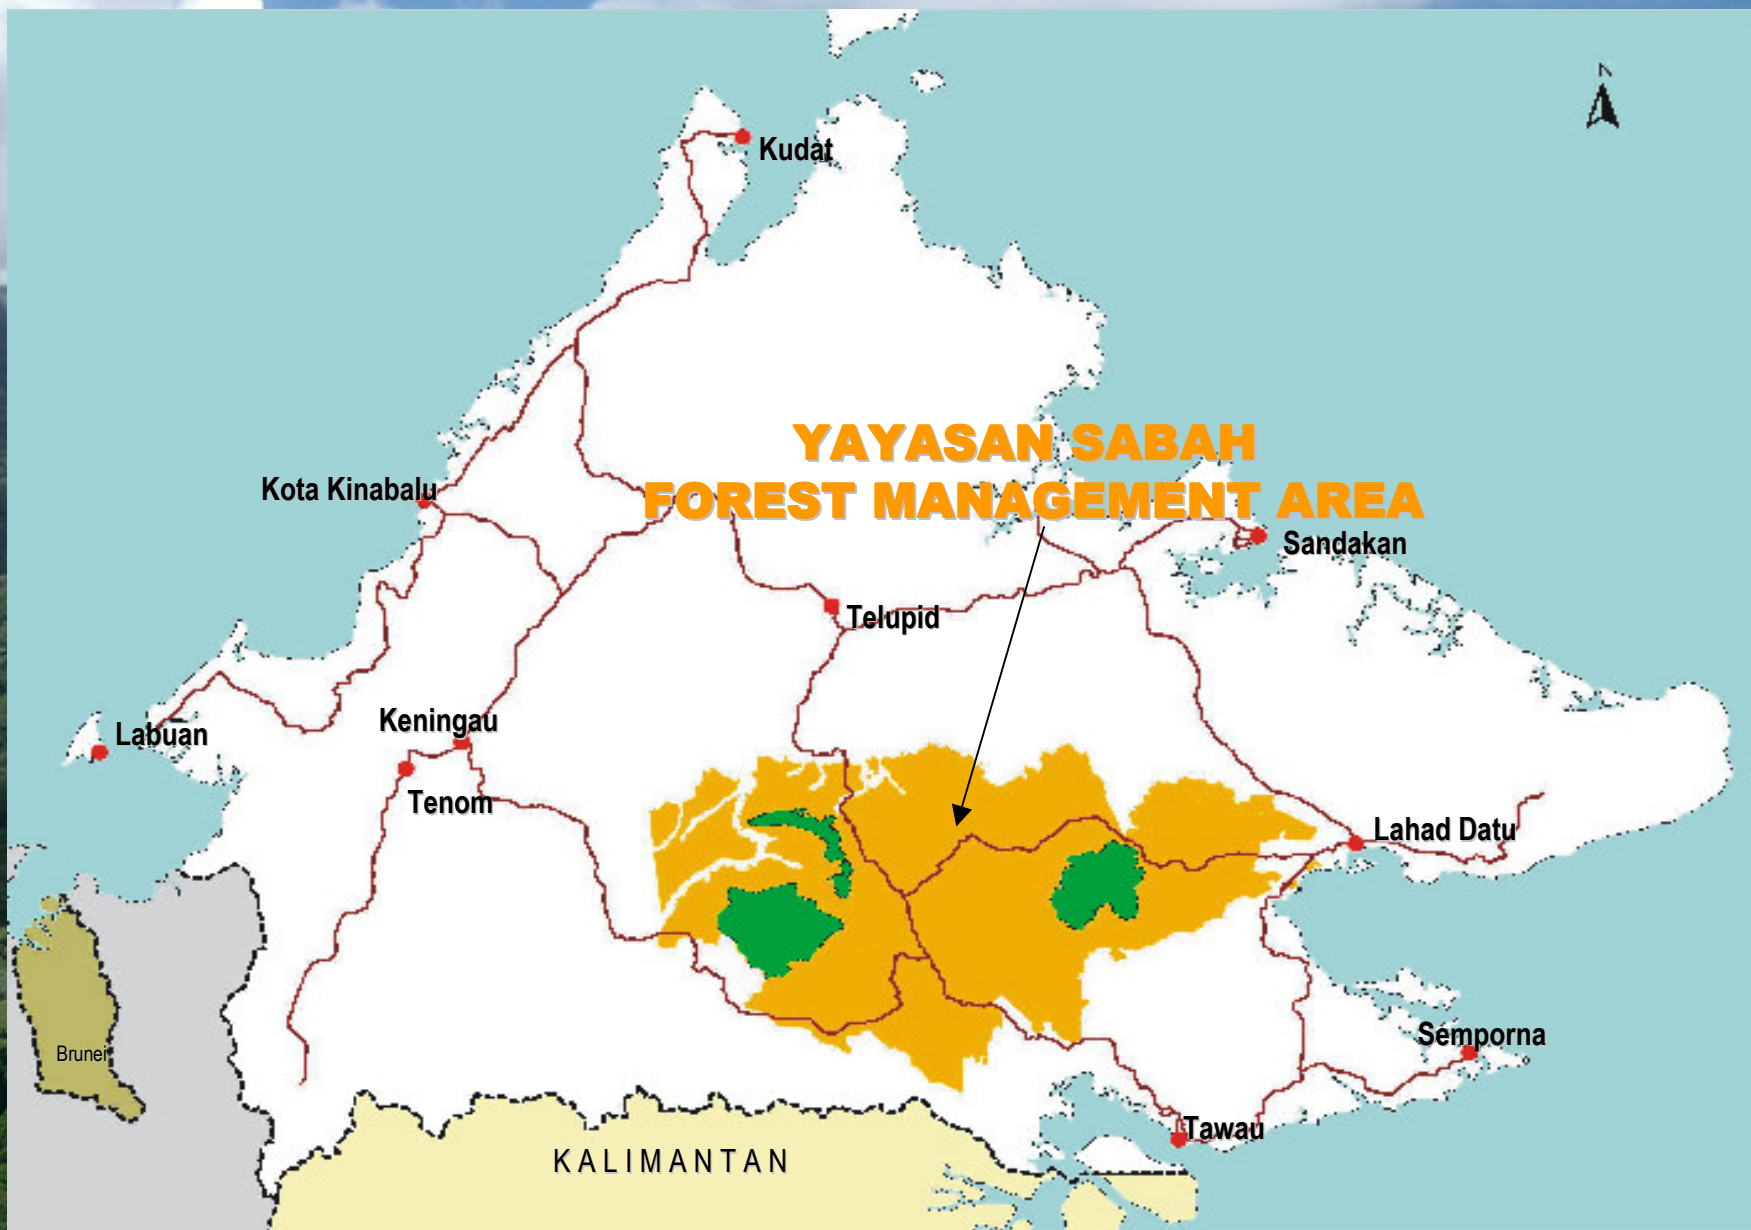 N
Kudat
YAYASAN SABAH
FOREST MANAGEMENT AREA
Kota Kinabalu
Sandakan
Telupid
Keningau
Labuan
Tenom
Lahad Datu
Semporna
Brunei
Tawau
KALIMANTAN